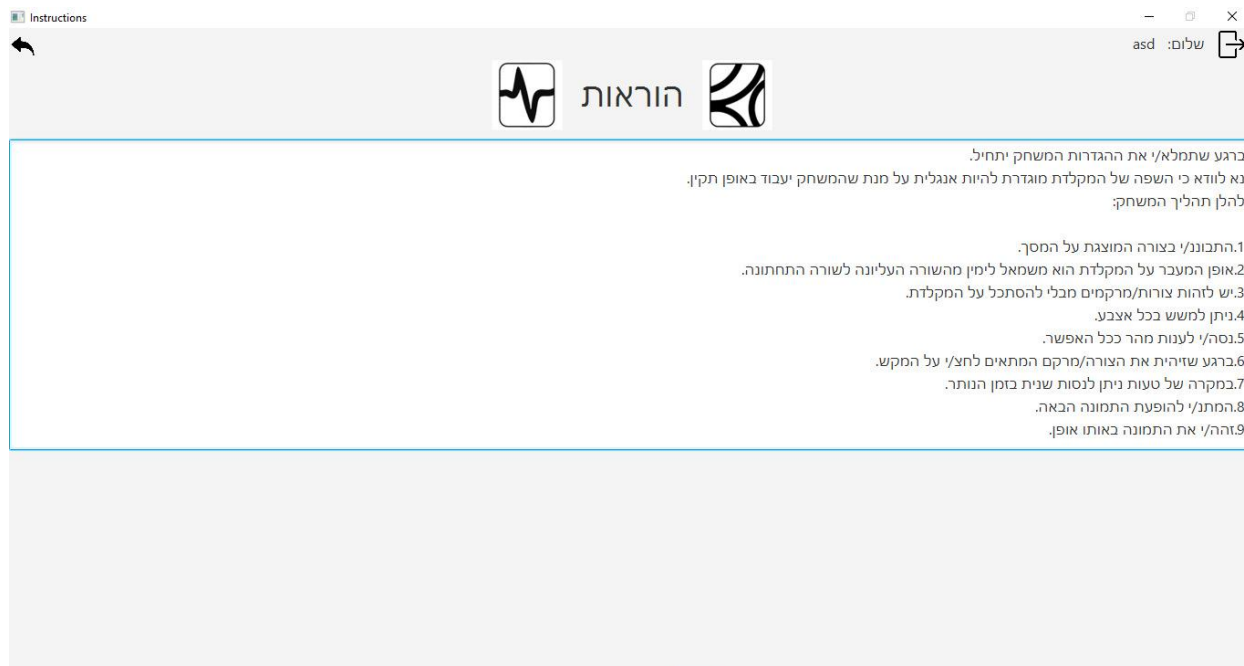 Instructions
שלום: asd
הוראות
ברגע שתמלא/י את ההגדרות המשחק יתחיל.
נא לוודא כי השפה של המקלדת מוגדרת להיות אנגלית על מנת שהמשחק יעבוד באופן תקין.
להלן תהליך המשחק:
1.התבוננ/י בצורה המוצגת על המסך.
2.אופן המעבר על המקלדת הוא משמאל לימין מהשורה העליונה לשורה התחתונה.
3.יש לזהות צורות/מרקמים מבלי להסתכל על המקלדת.
4.ניתן למשש בכל אצבע.
5.נסה/י לענות מהר ככל האפשר.
6.ברגע שזיהית את הצורה/מרקם המתאים לחצ/י על המקש.
7.במקרה של טעות ניתן לנסות שנית בזמן הנותר.
8.המתנ/י להופעת התמונה הבאה.
9.זהה/י את התמונה באותו אופן.